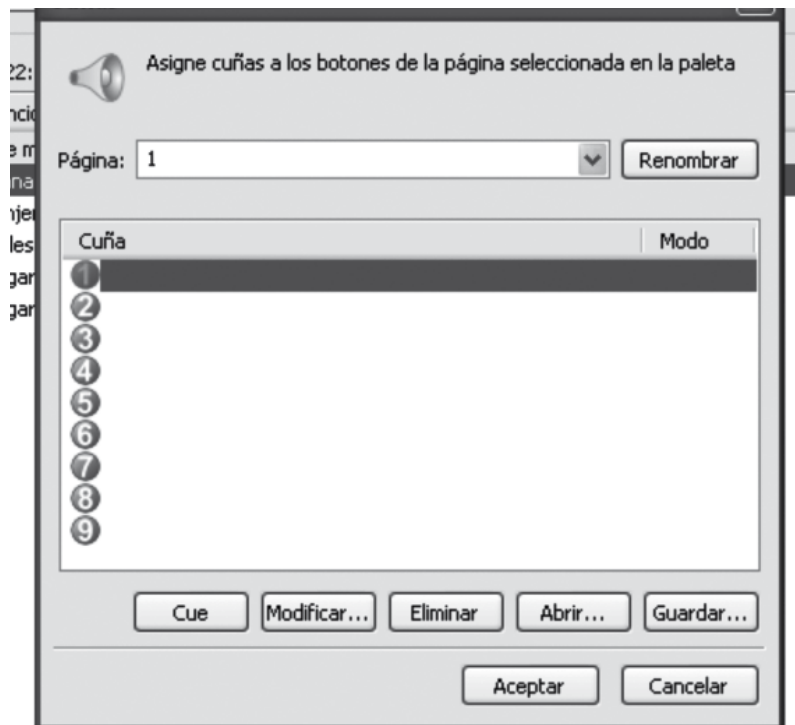 Asigne cuñas a los botones de la página seleccionada en la paleta
22:
Página: 1 Renombrar
Cuña Modo
1
2
3
4
5
6
7
8
9
Cue Modificar... Eliminar Abrir... Guardar...
Aceptar Cancelar